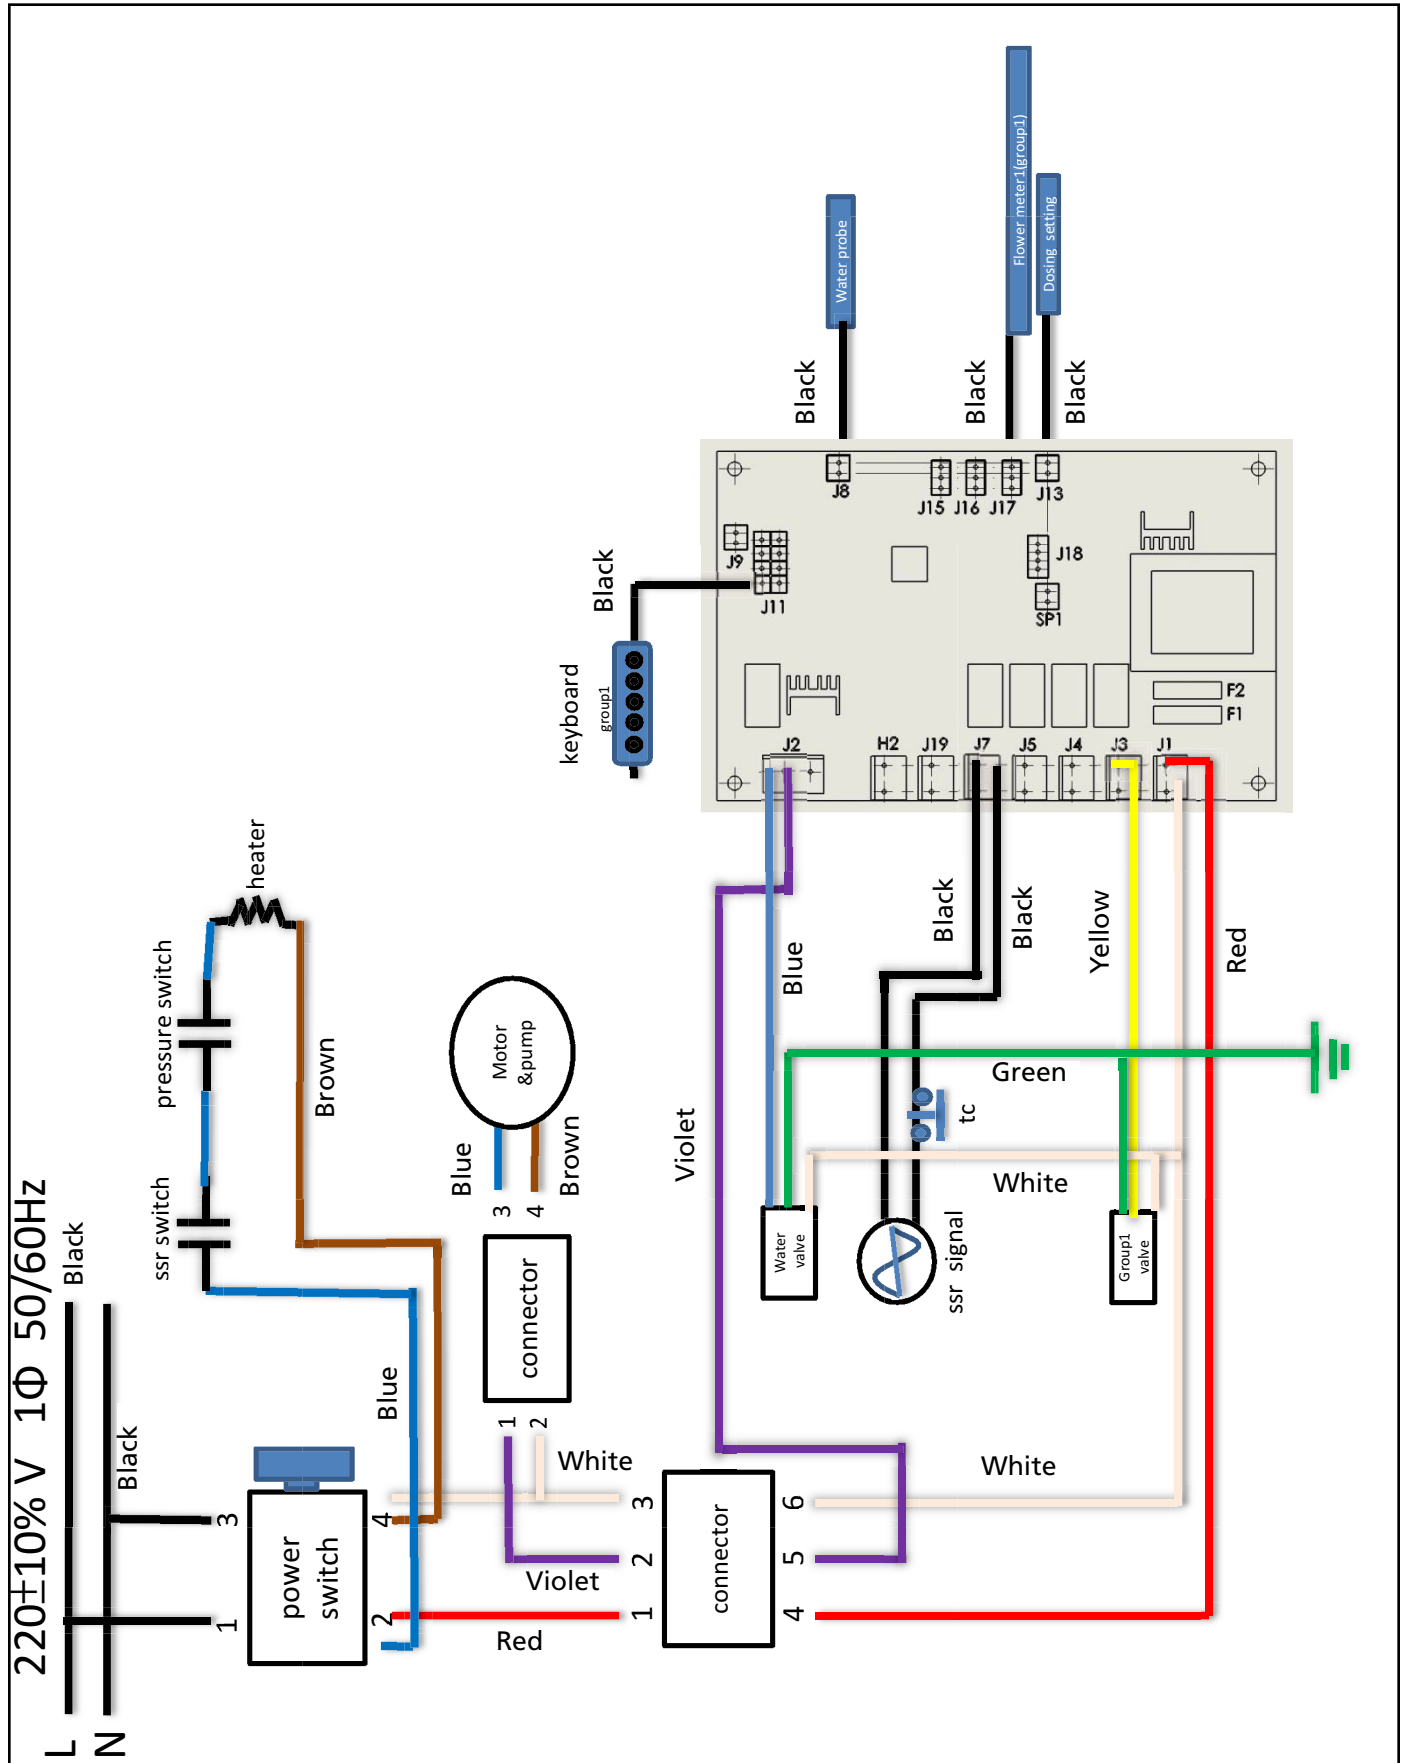 220±10% V 1Φ 50/60Hz
L
Black
N
Black
1
3
power
switch
2
4
ssr switch
pressure switch
heater
Blue
Brown
Red
White
Violet
1
2
connector
3
4
Blue
Brown
Motor
&pump
1
2
3
connector
4
5
6
White
Violet
Water
valve
ssr signal
Group1
valve
tc
White
Green
Blue
Black
Black
Yellow
Red
keyboard
group1
Black
J2
H2
J19
J7
J5
J4
J3
J1
F2
F1
J11
J9
SP1
J18
J8
J15
J16
J17
J13
Black
Black
Black
Water probe
Flower meter1(group1)
Dosing setting